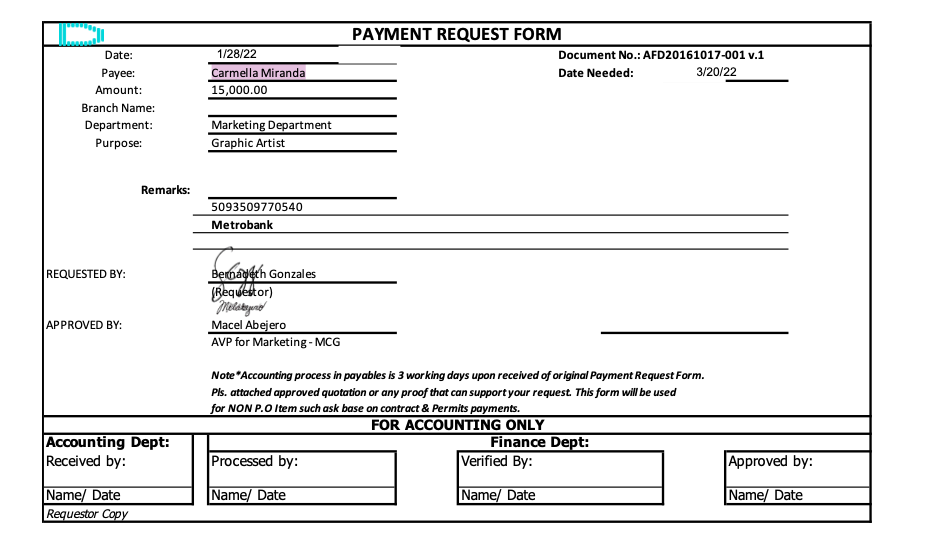 PAYMENT REQUEST FORM
Date: 1/28/22 Document No.: AFD20161017-001 v.1
Payee: Carmella Miranda Date Needed: 3/20/22
Amount: 15,000.00
Branch Name:
Department: Marketing Department
Purpose: Graphic Artist
Remarks:
5093509770540
Metrobank
REQUESTED BY: Bernadeth Gonzales
(Requestor)
APPROVED BY: Macel Abejero
AVP for Marketing - MCG
Note*Accounting process in payables is 3 working days upon received of original Payment Request Form.
Pls. attached approved quotation or any proof that can support your request. This form will be used
for NON P.O Item such ask base on contract & Permits payments.
FOR ACCOUNTING ONLY
Accounting Dept: Finance Dept:
Received by: Processed by: Verified By: Approved by:
Name/ Date Name/ Date Name/ Date Name/ Date
Requestor Copy